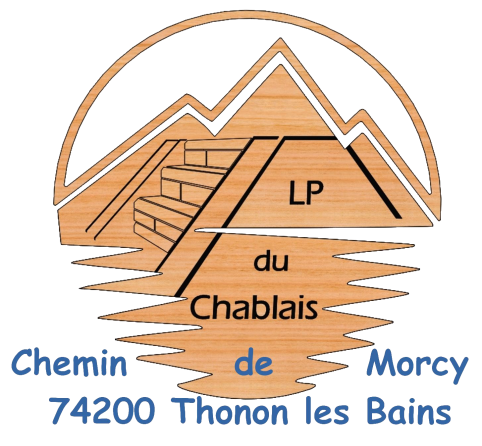 LP
du
Chablais
Chemin de Morcy
74200 Thonon les Bains